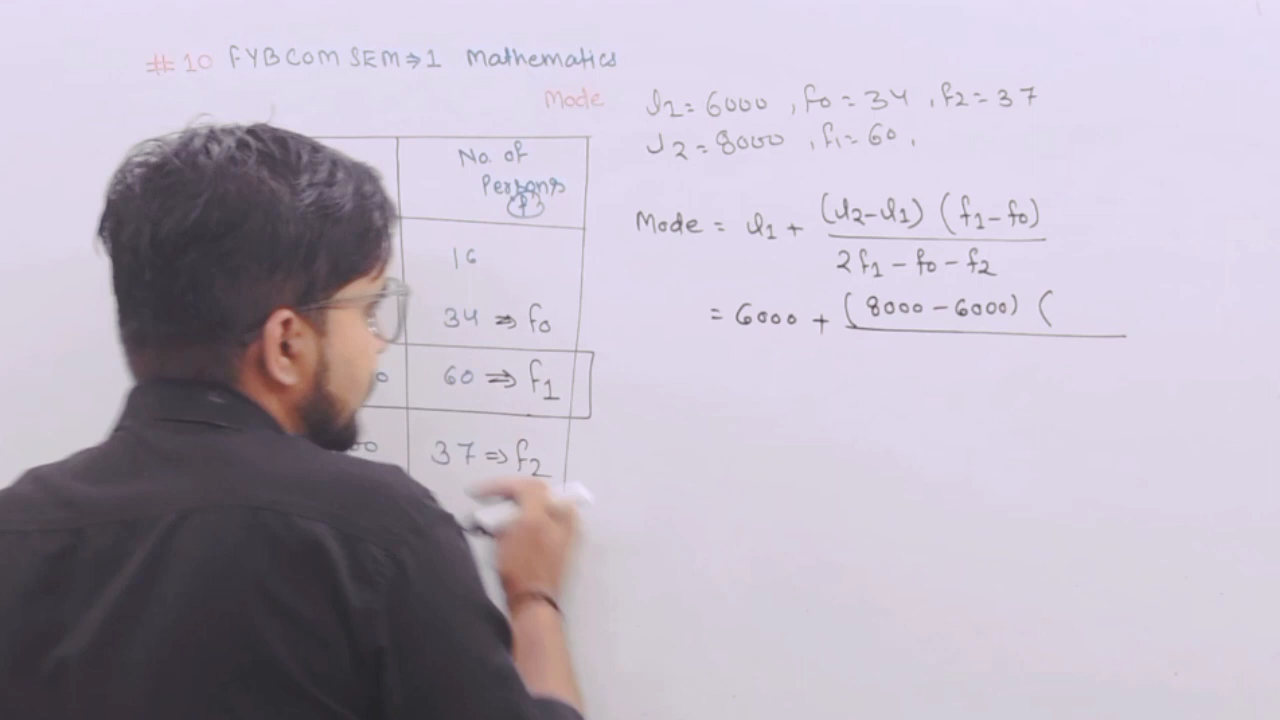 #10 FYBCOM SEM⇒1 Mathematics
Mode
No. of
Persons
(f)
16
34 ⇒ f0
60 ⇒ f1
37 ⇒ f2
l1 = 6000 , f0 = 34 , f2 = 37
l2 = 8000 , f1 = 60 ,
Mode = l1 + (l2-l1) (f1-f0)
2f1 - f0 - f2
= 6000 + (8000 - 6000) (